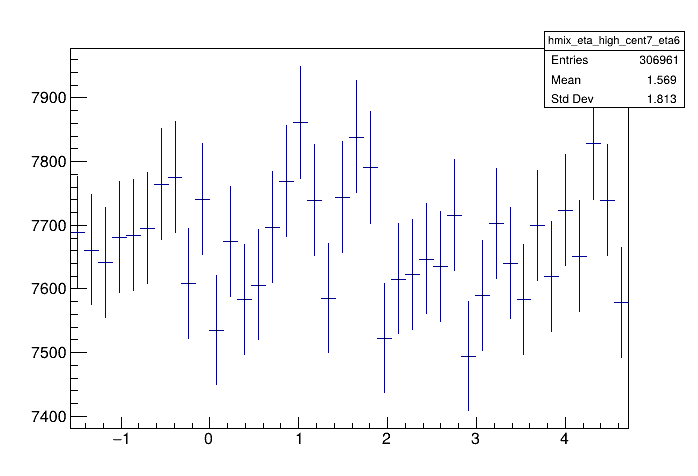 hmix_eta_high_cent7_eta6
Entries 306961
Mean 1.569
Std Dev 1.813
7900
7800
7700
7600
7500
7400
−1 0 1 2 3 4